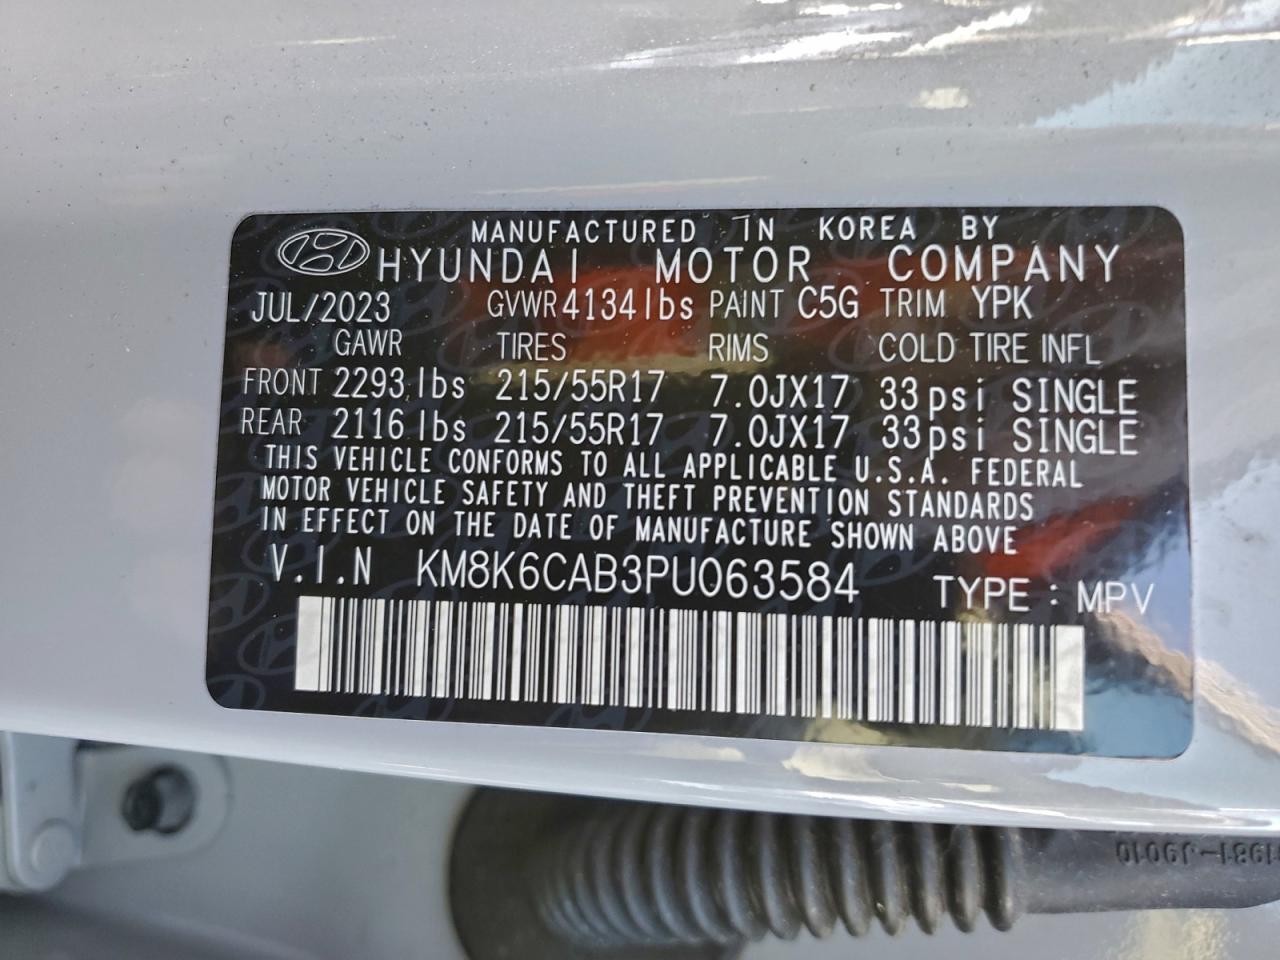 MANUFACTURED IN KOREA BY
HYUNDAI MOTOR COMPANY
JUL/2023 GVWR 4134 lbs PAINT C5G TRIM YPK
GAWR TIRES RIMS COLD TIRE INFL
FRONT 2293 lbs 215/55R17 7.0JX17 33psi SINGLE
REAR 2116 lbs 215/55R17 7.0JX17 33psi SINGLE
THIS VEHICLE CONFORMS TO ALL APPLICABLE U.S.A. FEDERAL
MOTOR VEHICLE SAFETY AND THEFT PREVENTION STANDARDS
IN EFFECT ON THE DATE OF MANUFACTURE SHOWN ABOVE
V.I.N KM8K6CAB3PU063584 TYPE : MPV